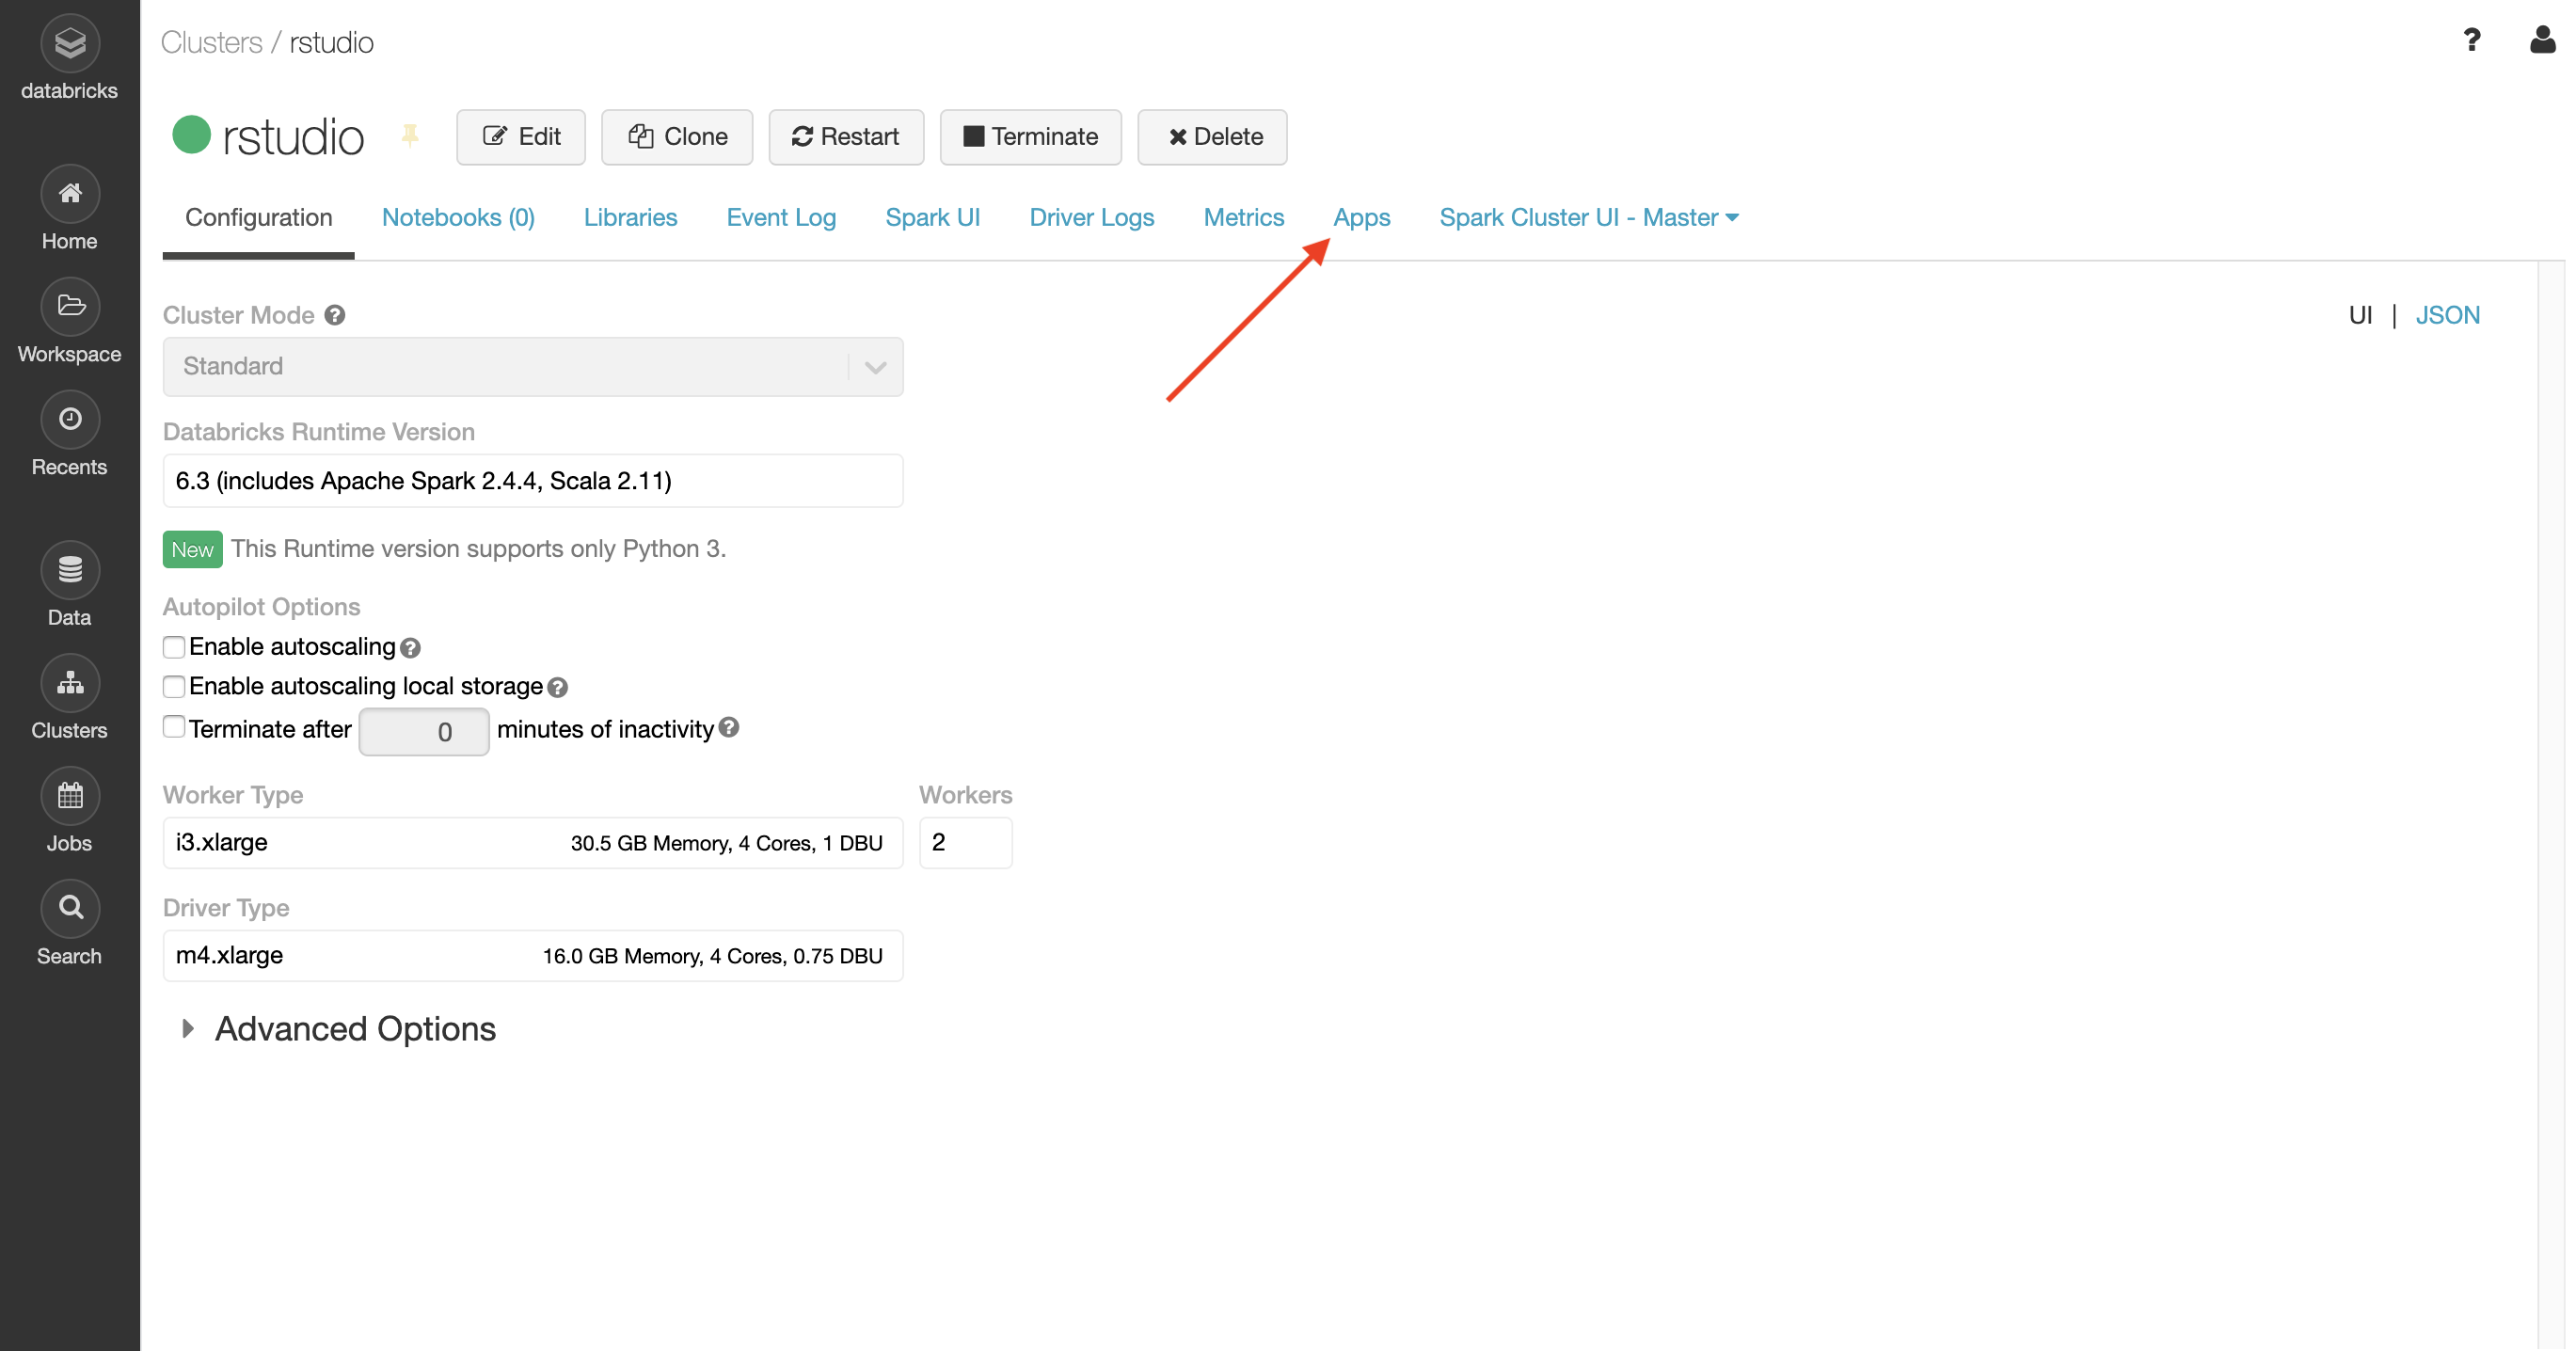 databricks
Home
Workspace
Recents
Data
Clusters
Jobs
Search
Clusters / rstudio
?
rstudio
Edit Clone Restart Terminate Delete
Configuration Notebooks (0) Libraries Event Log Spark UI Driver Logs Metrics Apps Spark Cluster UI - Master
Cluster Mode ?
UI | JSON
Standard
Databricks Runtime Version
6.3 (includes Apache Spark 2.4.4, Scala 2.11)
New This Runtime version supports only Python 3.
Autopilot Options
Enable autoscaling ?
Enable autoscaling local storage ?
Terminate after 0 minutes of inactivity ?
Worker Type Workers
i3.xlarge 30.5 GB Memory, 4 Cores, 1 DBU 2
Driver Type
m4.xlarge 16.0 GB Memory, 4 Cores, 0.75 DBU
Advanced Options